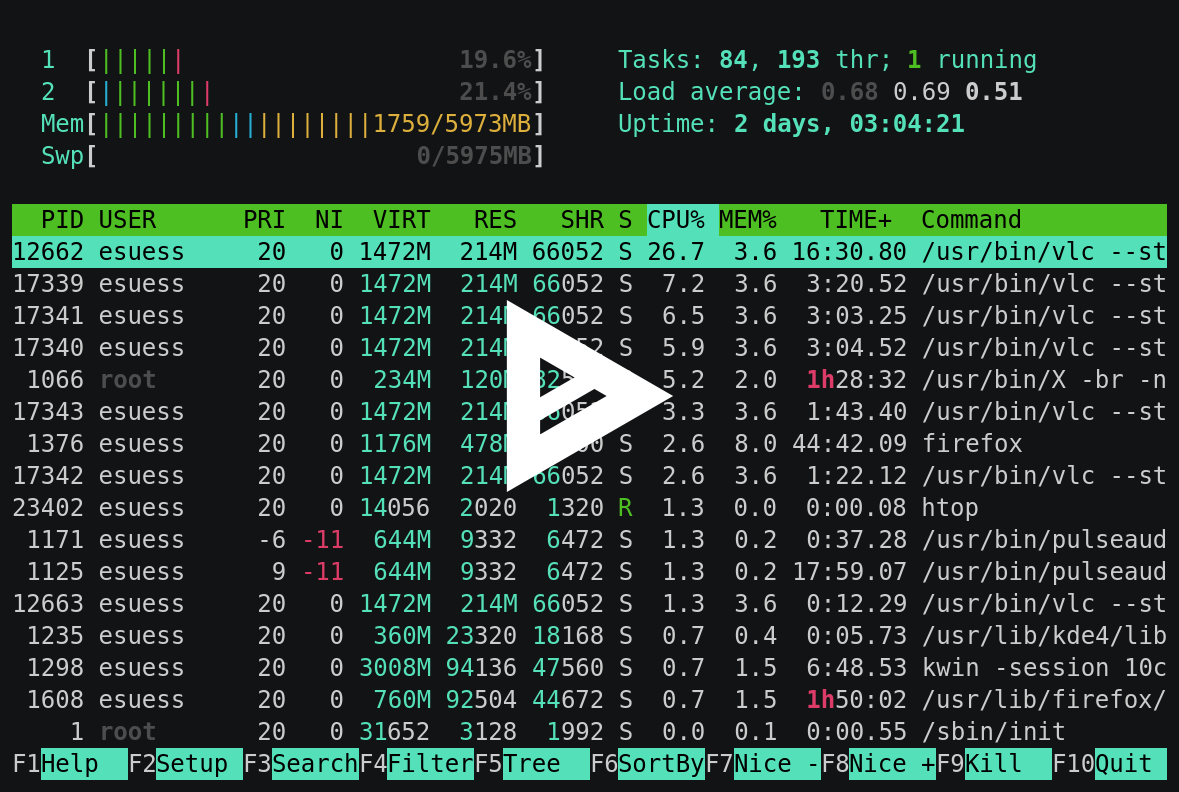 1 [|||||| 19.6%] Tasks: 84, 193 thr; 1 running
2 [|||||||| 21.4%] Load average: 0.68 0.69 0.51
Mem[|||||||||||||||||||1759/5973MB] Uptime: 2 days, 03:04:21
Swp[ 0/5975MB]
PID USER PRI NI VIRT RES SHR S CPU% MEM% TIME+ Command
12662 esuess 20 0 1472M 214M 66052 S 26.7 3.6 16:30.80 /usr/bin/vlc --st
17339 esuess 20 0 1472M 214M 66052 S 7.2 3.6 3:20.52 /usr/bin/vlc --st
17341 esuess 20 0 1472M 214M 66052 S 6.5 3.6 3:03.25 /usr/bin/vlc --st
17340 esuess 20 0 1472M S 5.9 3.6 3:04.52 /usr/bin/vlc --st
1066 root 20 0 234M 120M 5.2 2.0 1h28:32 /usr/bin/X -br -n
17343 esuess 20 0 1472M 3.3 3.6 1:43.40 /usr/bin/vlc --st
1376 esuess 20 0 1176M S 2.6 8.0 44:42.09 firefox
17342 esuess 20 0 1472M 214M 66052 S 2.6 3.6 1:22.12 /usr/bin/vlc --st
23402 esuess 20 0 14056 2020 1320 R 1.3 0.0 0:00.08 htop
1171 esuess -6 -11 644M 9332 6472 S 1.3 0.2 0:37.28 /usr/bin/pulseaud
1125 esuess 9 -11 644M 9332 6472 S 1.3 0.2 17:59.07 /usr/bin/pulseaud
12663 esuess 20 0 1472M 214M 66052 S 1.3 3.6 0:12.29 /usr/bin/vlc --st
1235 esuess 20 0 360M 23320 18168 S 0.7 0.4 0:05.73 /usr/lib/kde4/lib
1298 esuess 20 0 3008M 94136 47560 S 0.7 1.5 6:48.53 kwin -session 10c
1608 esuess 20 0 760M 92504 44672 S 0.7 1.5 1h50:02 /usr/lib/firefox/
1 root 20 0 31652 3128 1992 S 0.0 0.1 0:00.55 /sbin/init
F1Help F2Setup F3SearchF4FilterF5Tree F6SortByF7Nice -F8Nice +F9Kill F10Quit